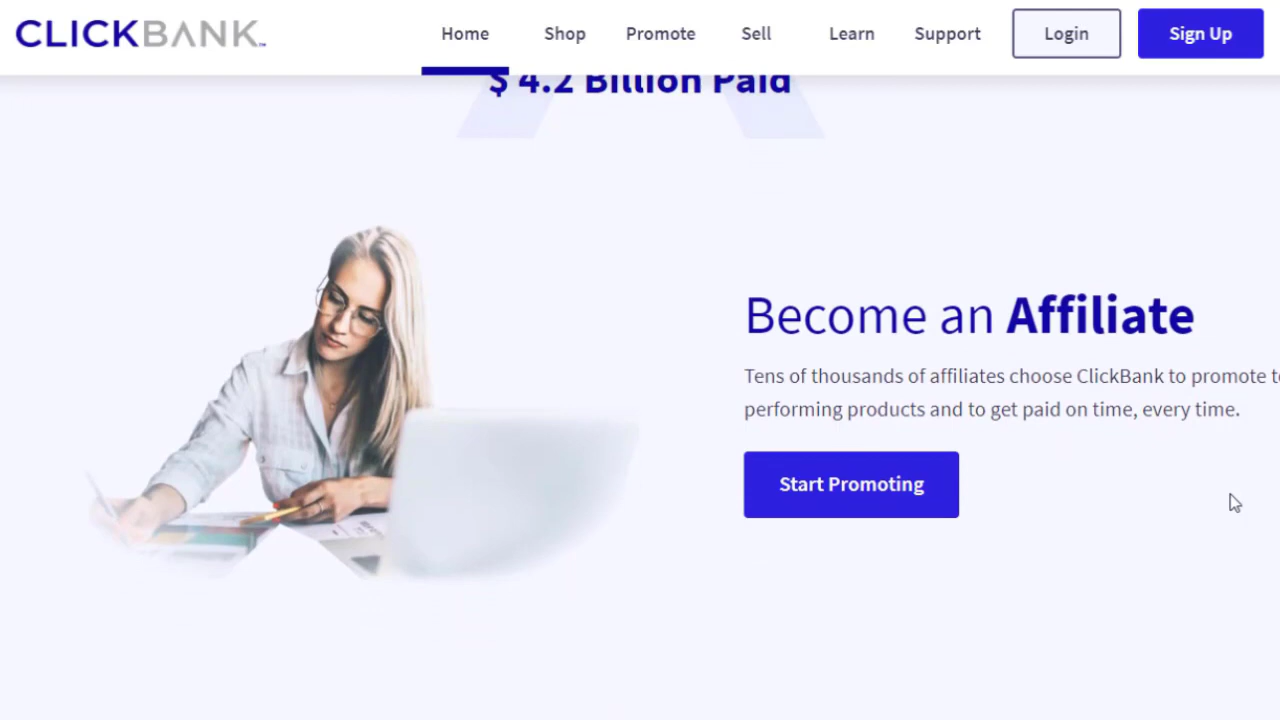 CLICKBANK™
Home Shop Promote Sell Learn Support Login Sign Up
$ 4.2 Billion Paid
Become an Affiliate
Tens of thousands of affiliates choose ClickBank to promote
performing products and to get paid on time, every time.
Start Promoting